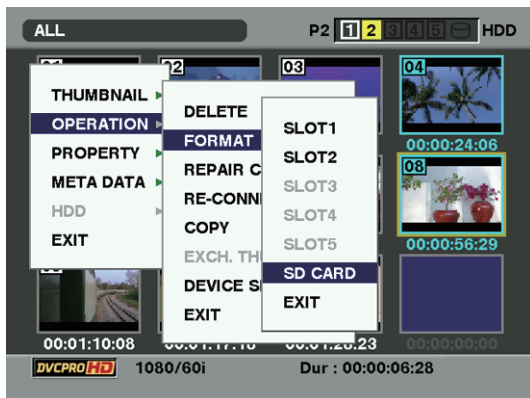 ALL
P2 1 2 3 4 5 HDD
02 03 04
THUMBNAIL
OPERATION
PROPERTY
META DATA
HDD
EXIT
DELETE
FORMAT
REPAIR C
RE-CONN
COPY
EXCH. TH
DEVICE S
EXIT
SLOT1
SLOT2
SLOT3
SLOT4
SLOT5
SD CARD
EXIT
00:00:24:06
08
00:00:56:29
00:01:10:08
00:00:00:00
DVCPRO HD 1080/60i Dur : 00:00:06:28